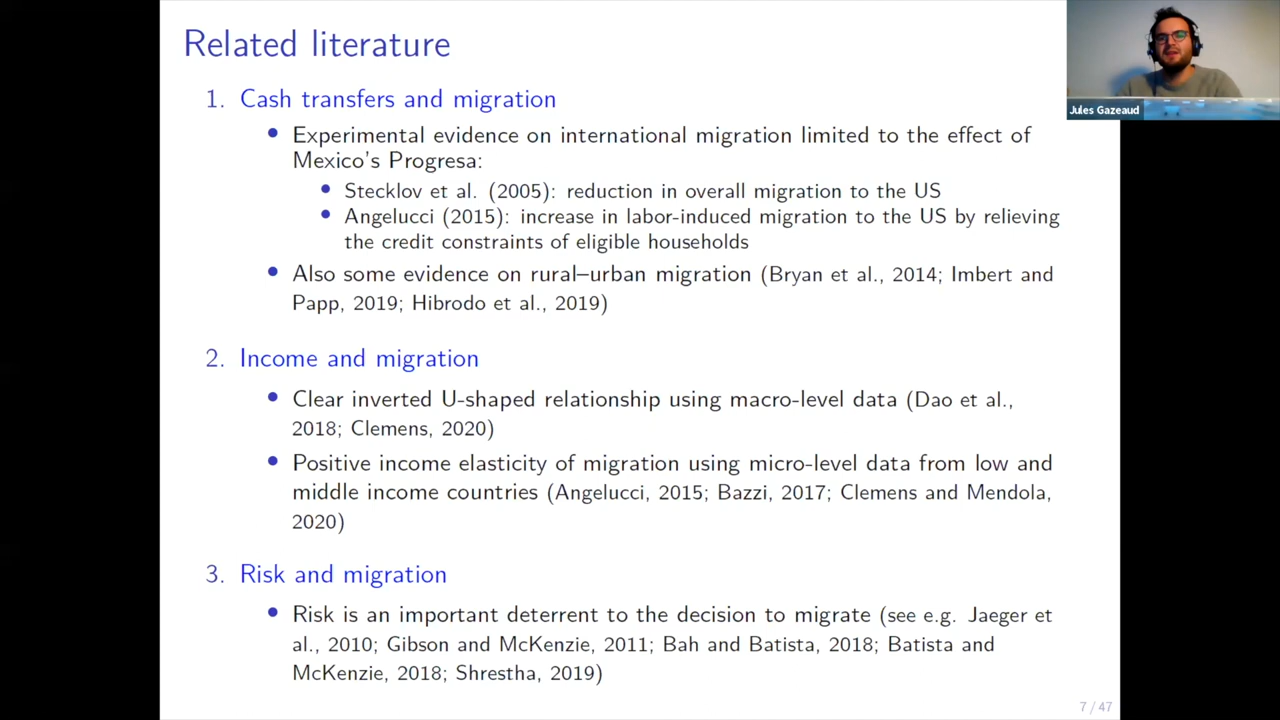 Related literature
Jules Gazeaud
1. Cash transfers and migration
• Experimental evidence on international migration limited to the effect of
Mexico's Progresa:
• Stecklov et al. (2005): reduction in overall migration to the US
• Angelucci (2015): increase in labor-induced migration to the US by relieving
the credit constraints of eligible households
• Also some evidence on rural–urban migration (Bryan et al., 2014; Imbert and
Papp, 2019; Hibrodo et al., 2019)
2. Income and migration
• Clear inverted U-shaped relationship using macro-level data (Dao et al.,
2018; Clemens, 2020)
• Positive income elasticity of migration using micro-level data from low and
middle income countries (Angelucci, 2015; Bazzi, 2017; Clemens and Mendola,
2020)
3. Risk and migration
• Risk is an important deterrent to the decision to migrate (see e.g. Jaeger et
al., 2010; Gibson and McKenzie, 2011; Bah and Batista, 2018; Batista and
McKenzie, 2018; Shrestha, 2019)
7 / 47